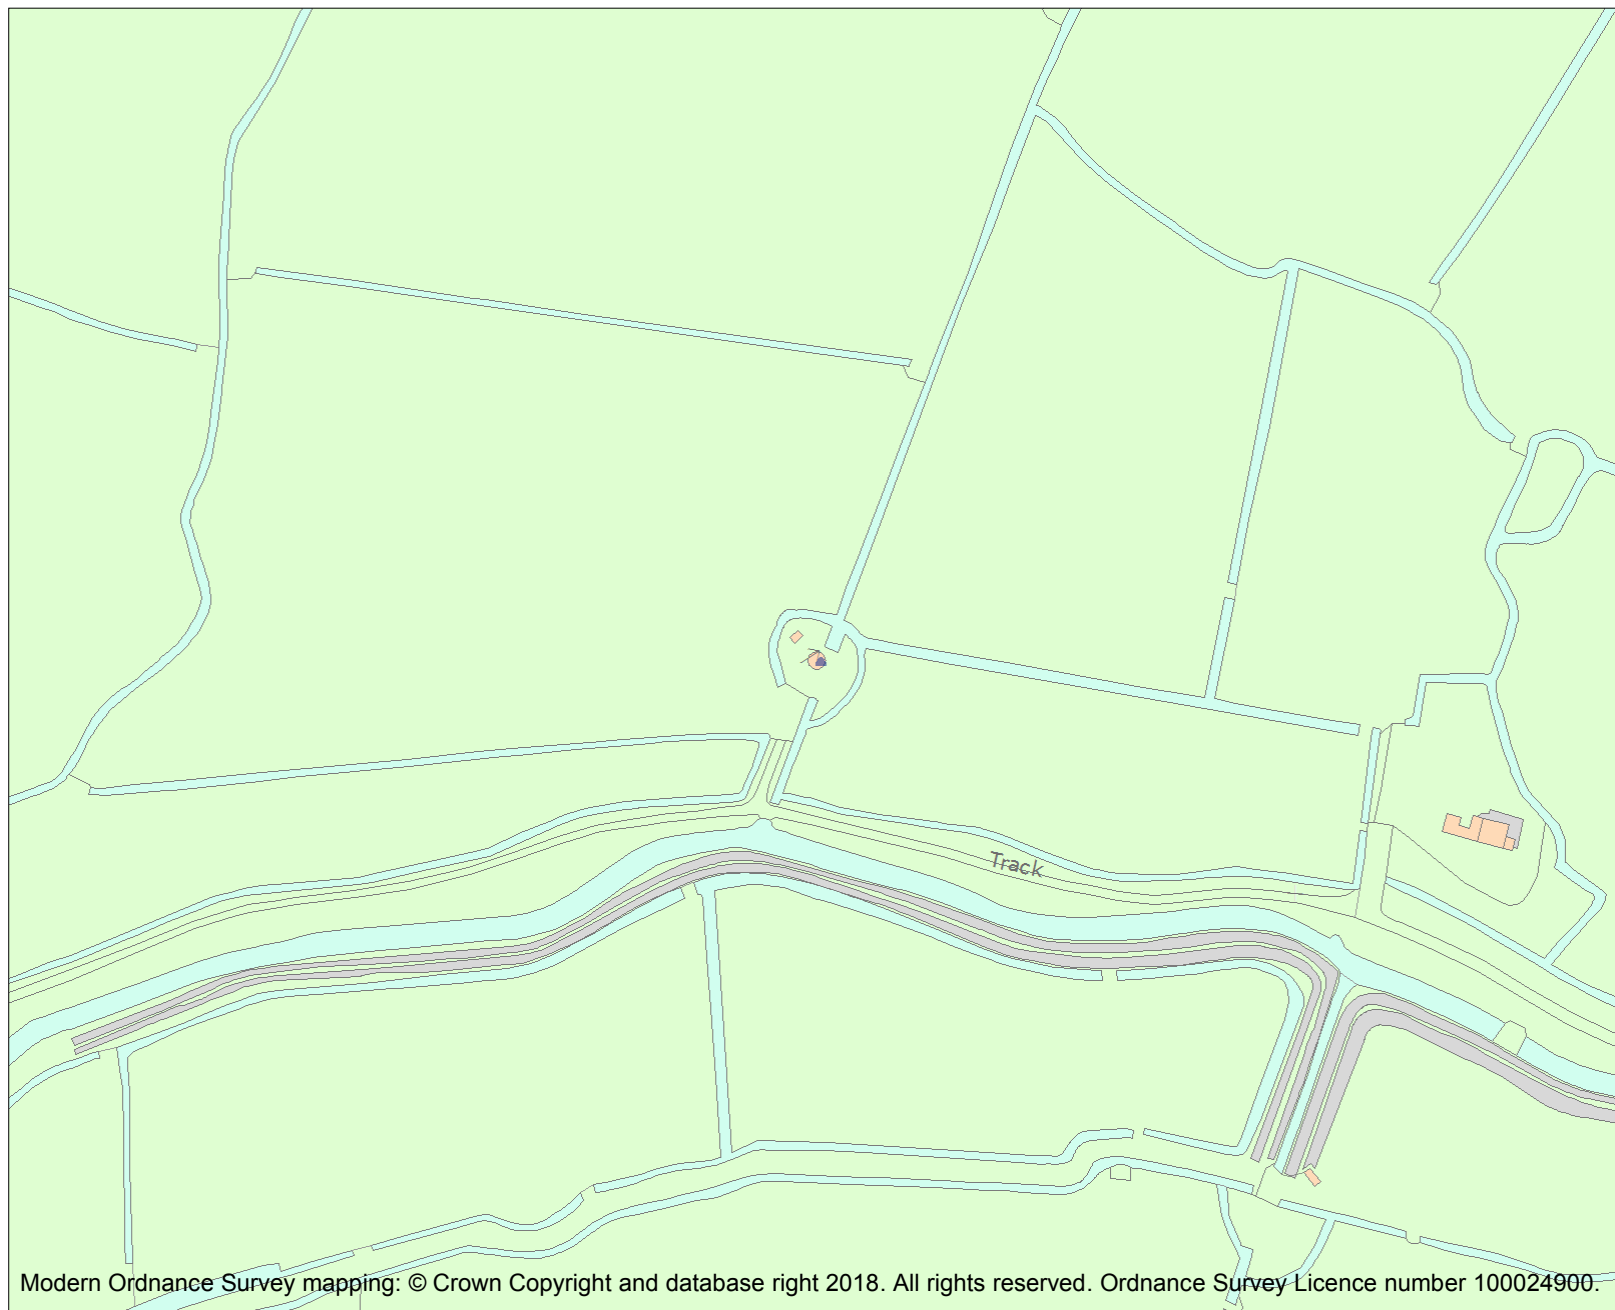 Track
Modern Ordnance Survey mapping: © Crown Copyright and database right 2018. All rights reserved. Ordnance Survey Licence number 100024900.